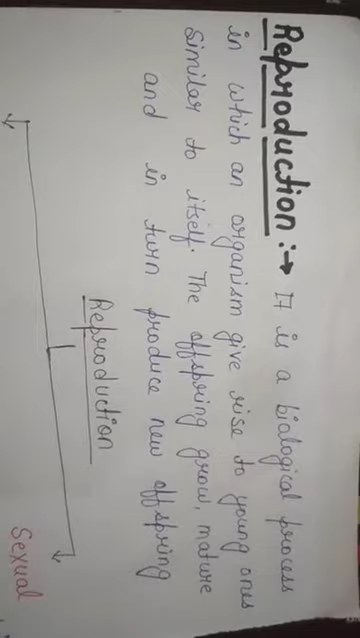 Reproduction :→ It is a biological process
in which an organism give rise to young ones
similar to itself. The offspring grow, mature
and in turn produce new offspring
Reproduction
Sexual